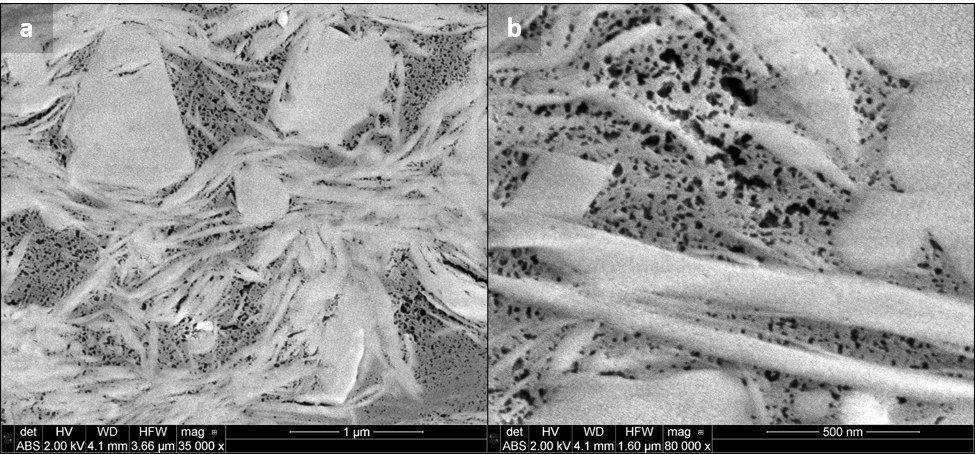 a
b
det HV WD HFW mag ⊞
ABS 2.00 kV 4.1 mm 3.66 µm 35 000 x
1 µm
det HV WD HFW mag ⊞
ABS 2.00 kV 4.1 mm 1.60 µm 80 000 x
500 nm